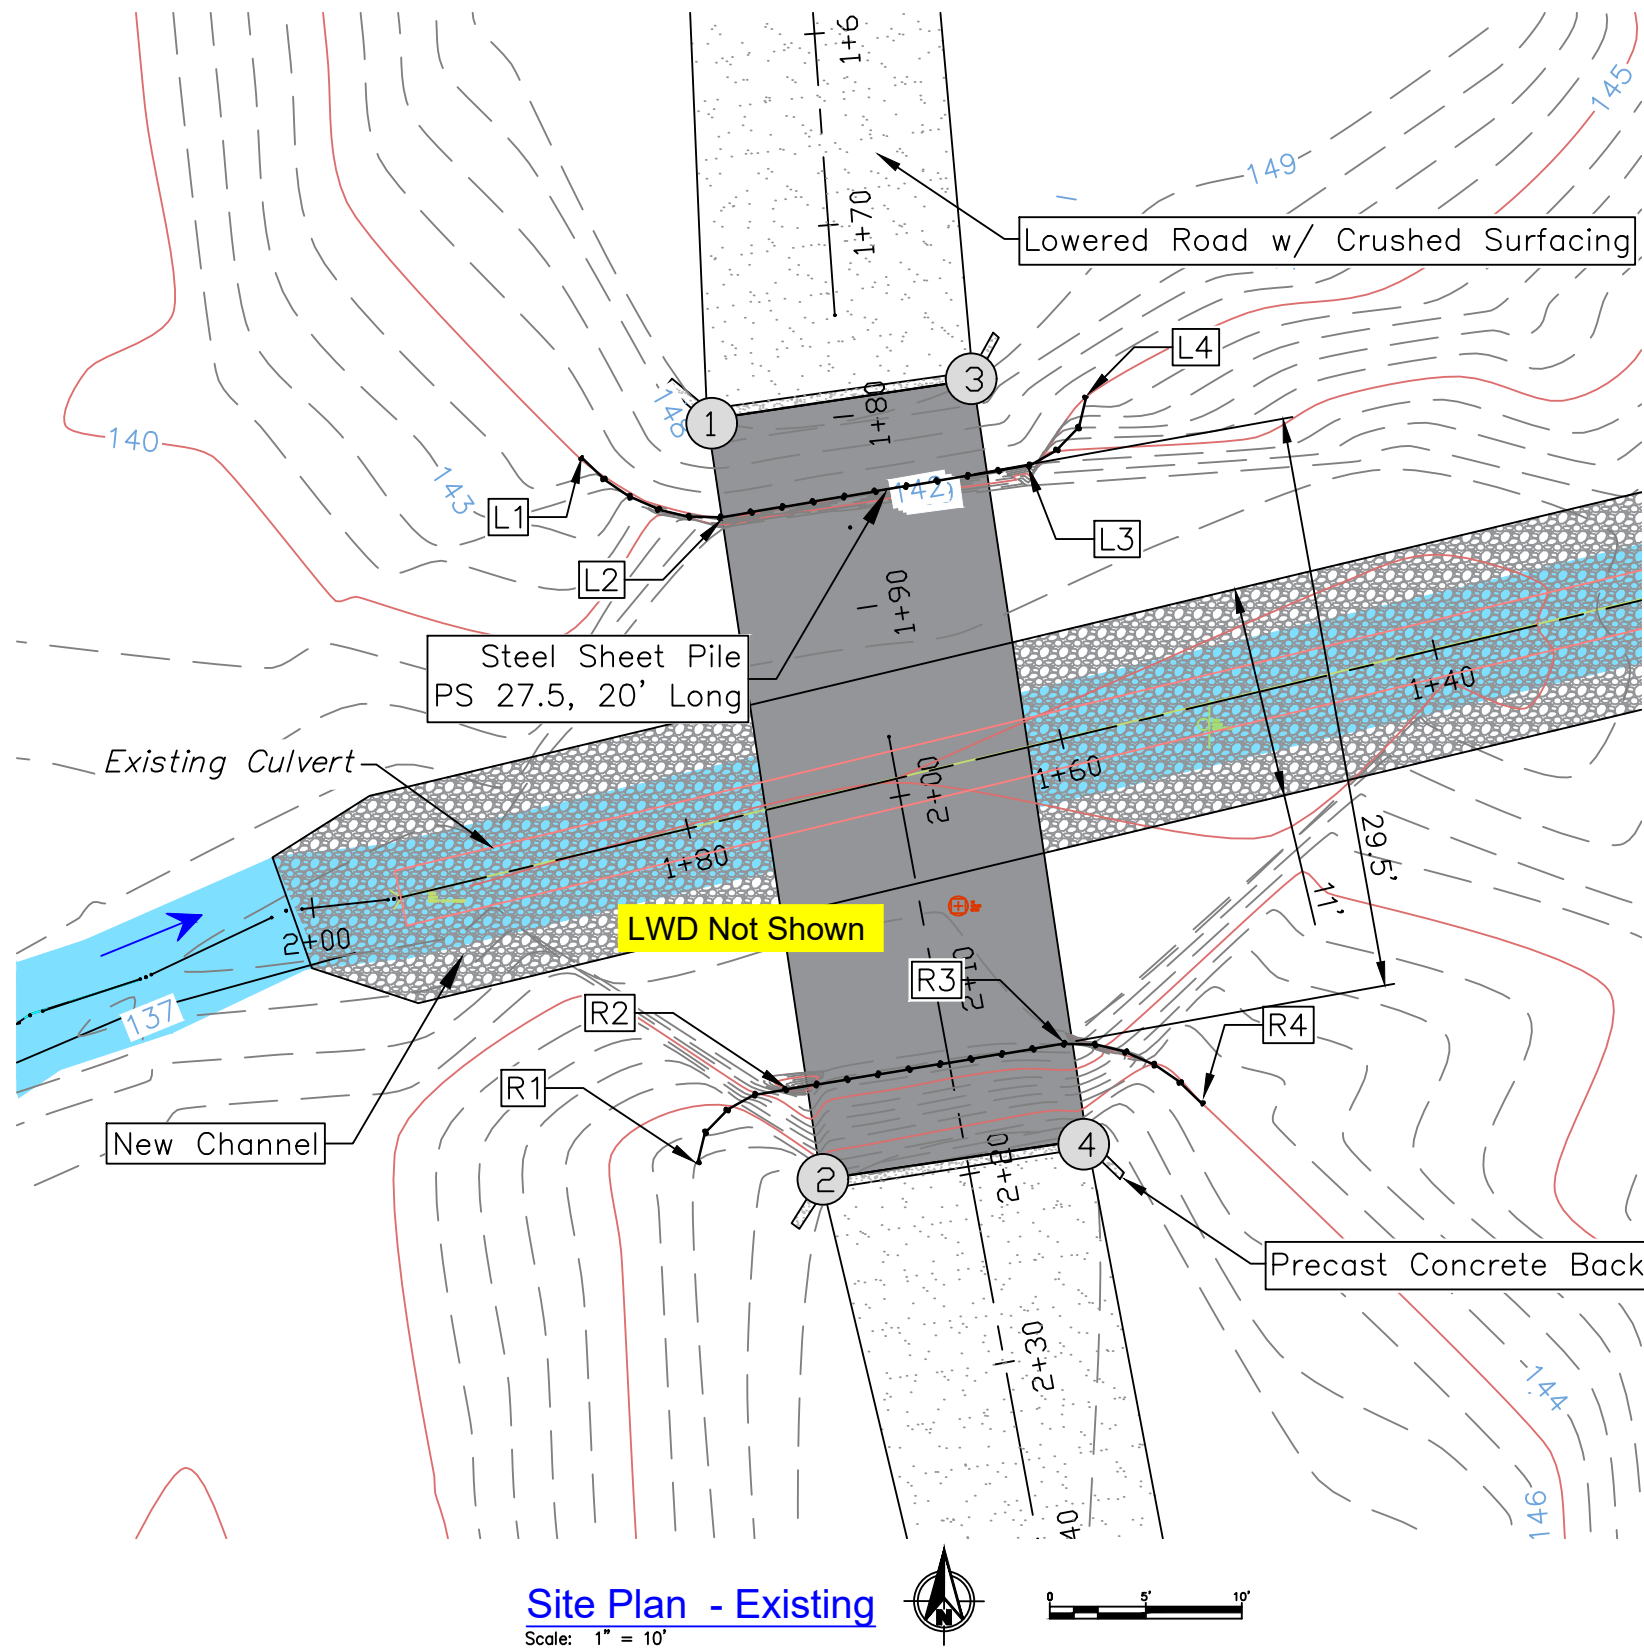 1+6
145
149
1+70
Lowered Road w/ Crushed Surfacing
L4
3
148
1+80
1
140
143
142
L1
L3
L2
1+90
Steel Sheet Pile
PS 27.5, 20' Long
1+40
Existing Culvert
1+60
2+00
1+80
29.5'
11'
LWD Not Shown
2+00
2+10
R3
137
R2
R4
R1
New Channel
4
2+20
2
Precast Concrete Back
2+30
144
146
40
Site Plan - Existing
Scale: 1" = 10'
N
0 5' 10'